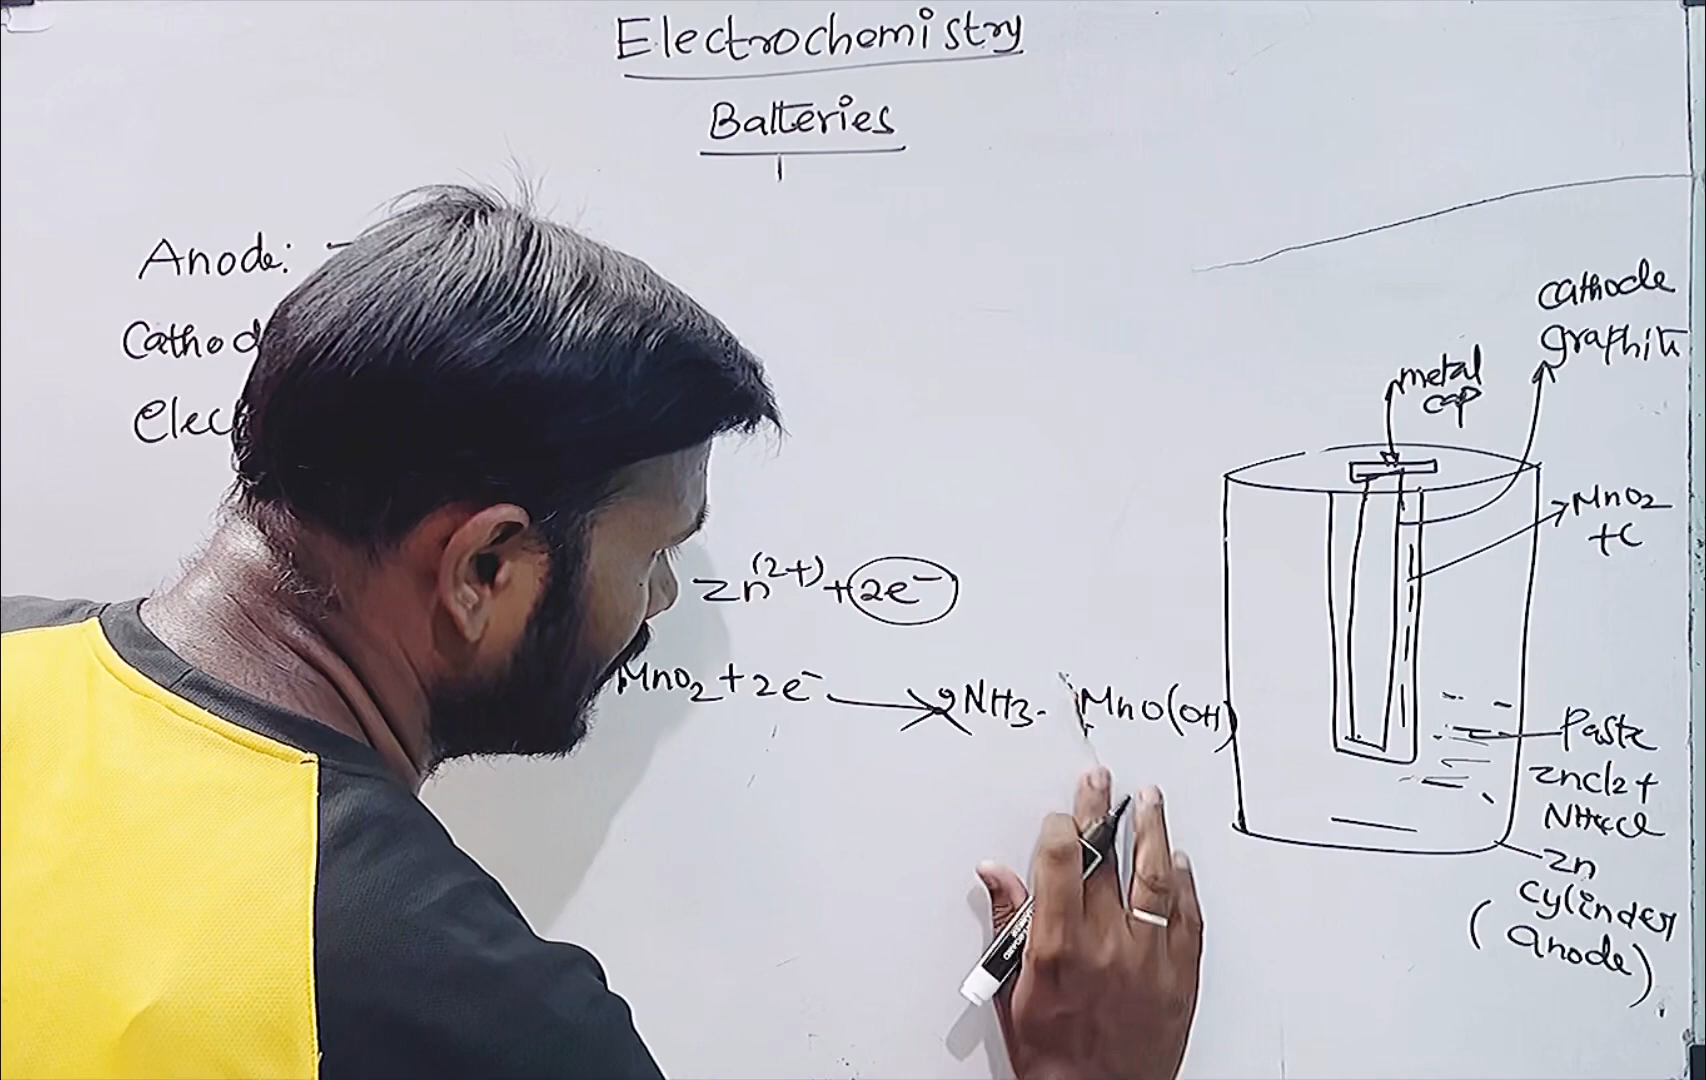 Electrochemistry
Batteries
Anode:
Cathod
Elec
Zn(2+) + 2e-
MnO2 + 2e- → 2NH3. MnO(OH)
cathode
graphite
metal
cap
MnO2
+C
Paste
ZnCl2 +
NH4Cl
Zn
cylinder
(anode)